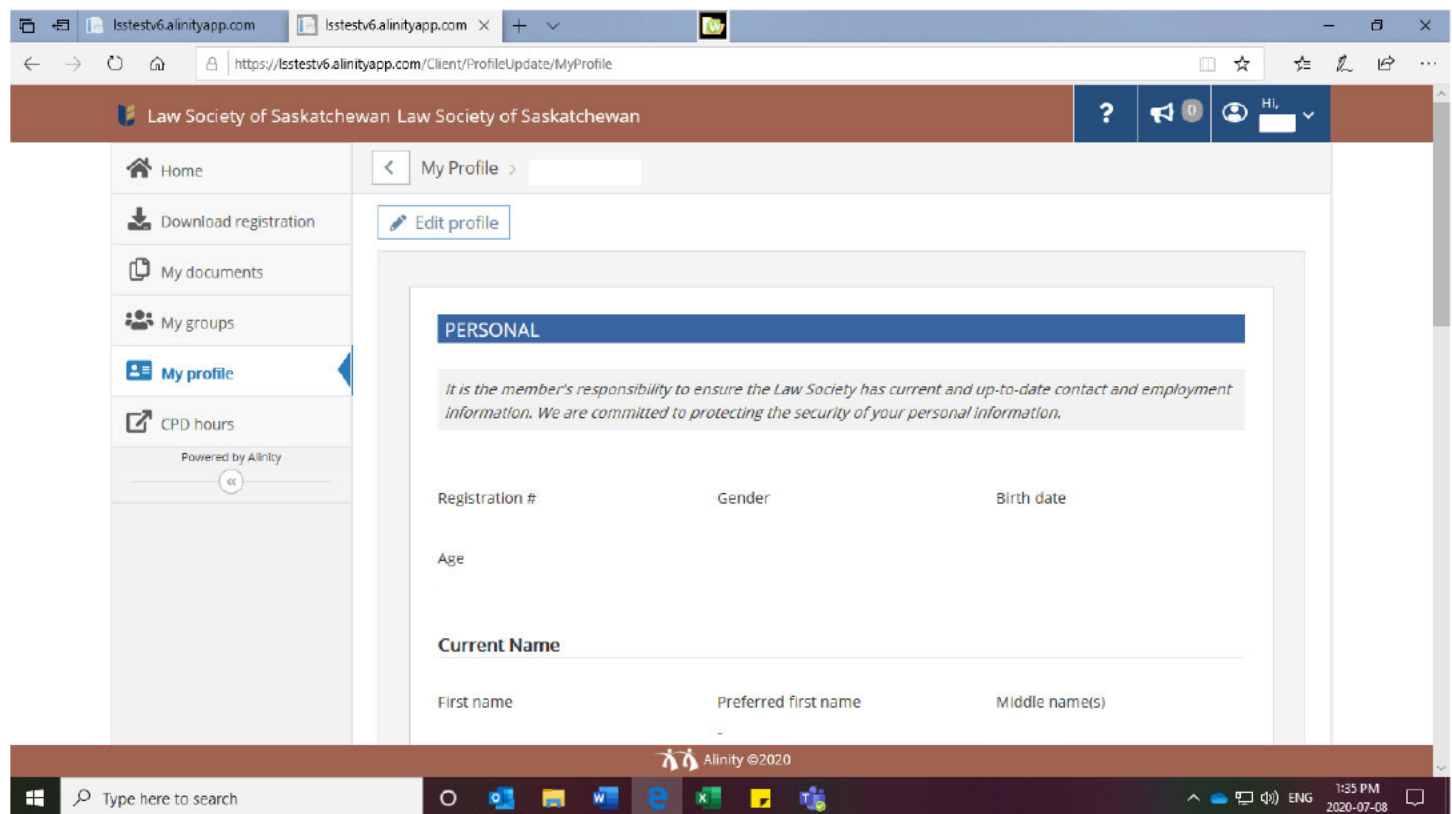 lsstestv6.alinityapp.com
lsstestv6.alinityapp.com
https://lsstestv6.alinityapp.com/Client/ProfileUpdate/MyProfile
Law Society of Saskatchewan Law Society of Saskatchewan
?
0
Hi,
Home
Download registration
My documents
My groups
My profile
CPD hours
Powered by Alinity
«
My Profile >
Edit profile
PERSONAL
It is the member's responsibility to ensure the Law Society has current and up-to-date contact and employment
information. We are committed to protecting the security of your personal information.
Registration # Gender Birth date
Age
Current Name
First name Preferred first name Middle name(s)
-
Alinity ©2020
Type here to search
ENG
1:35 PM
2020-07-08